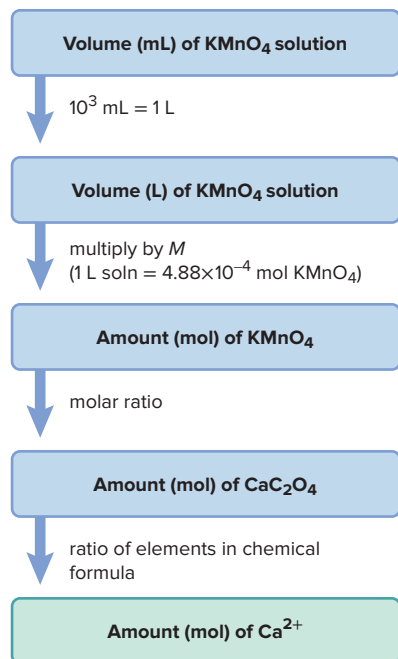 Volume (mL) of KMnO₄ solution
10³ mL = 1 L
Volume (L) of KMnO₄ solution
multiply by M
(1 L soln = 4.88×10⁻⁴ mol KMnO₄)
Amount (mol) of KMnO₄
molar ratio
Amount (mol) of CaC₂O₄
ratio of elements in chemical
formula
Amount (mol) of Ca²⁺